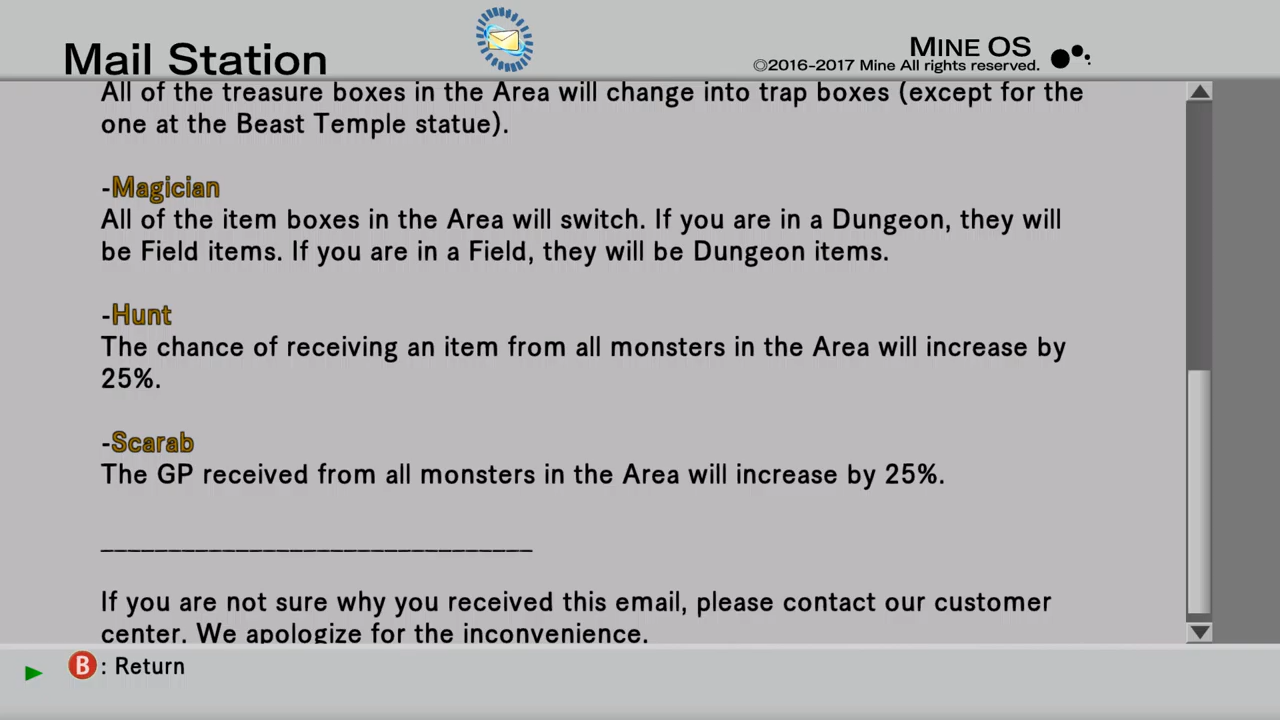 Mail Station
MINE OS
©2016-2017 Mine All rights reserved.
All of the treasure boxes in the Area will change into trap boxes (except for the
one at the Beast Temple statue).
-Magician
All of the item boxes in the Area will switch. If you are in a Dungeon, they will
be Field items. If you are in a Field, they will be Dungeon items.
-Hunt
The chance of receiving an item from all monsters in the Area will increase by
25%.
-Scarab
The GP received from all monsters in the Area will increase by 25%.
________________________________
If you are not sure why you received this email, please contact our customer
center. We apologize for the inconvenience.
B : Return